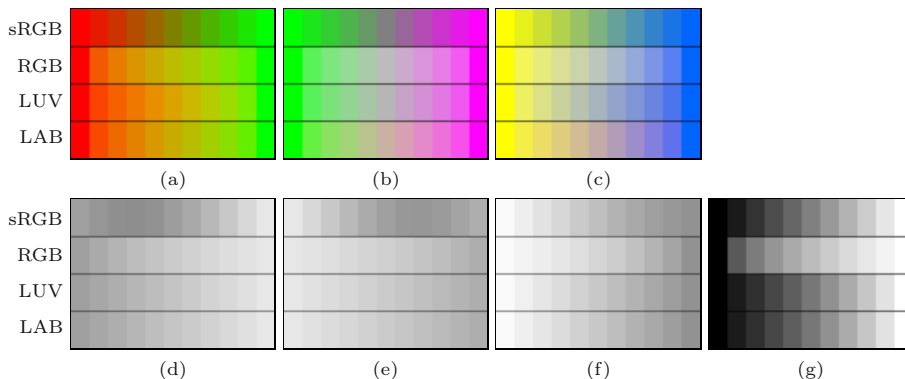 sRGB
RGB
LUV
LAB
(a) (b) (c)
sRGB
RGB
LUV
LAB
(d) (e) (f) (g)